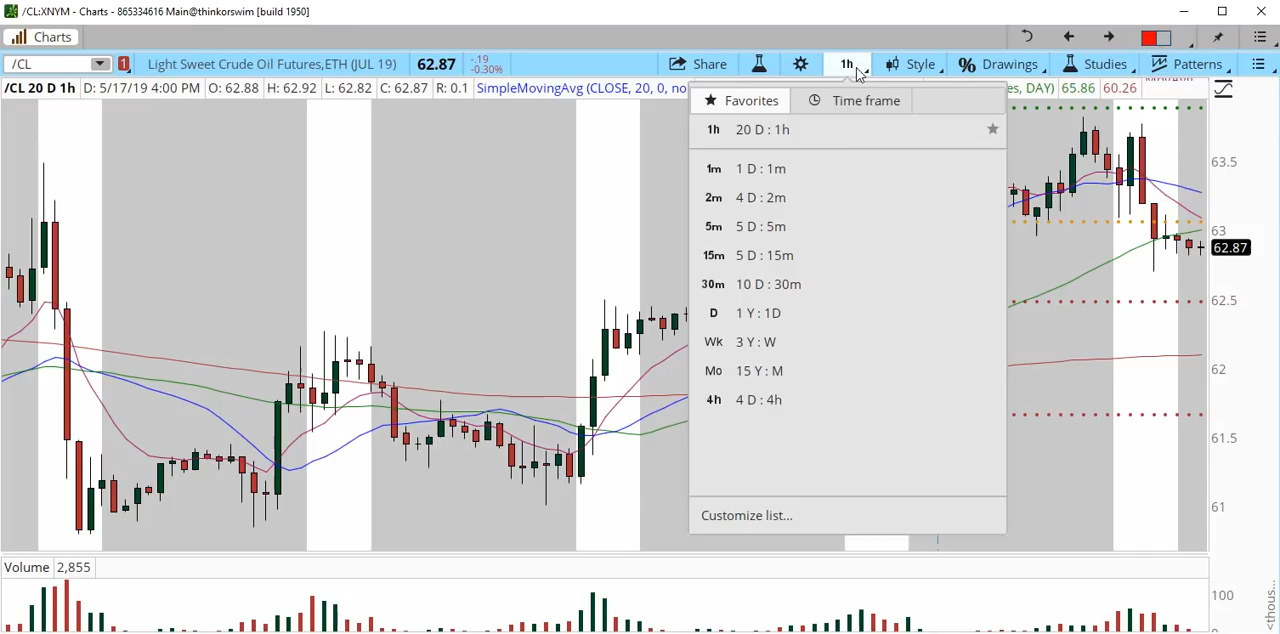 /CL:XNYM - Charts - 865334616 Main@thinkorswim [build 1950]
Charts
/CL 1 Light Sweet Crude Oil Futures,ETH (JUL 19) 62.87 -.19 -0.30% Share 1h Style % Drawings Studies Patterns
/CL 20 D 1h D: 5/17/19 4:00 PM O: 62.88 H: 62.92 L: 62.82 C: 62.87 R: 0.1 SimpleMovingAvg (CLOSE, 20, 0, no es, DAY) 65.86 60.26
Favorites Time frame
1h 20 D : 1h
1m 1 D : 1m
2m 4 D : 2m
5m 5 D : 5m
15m 5 D : 15m
30m 10 D : 30m
D 1 Y : 1D
Wk 3 Y : W
Mo 15 Y : M
4h 4 D : 4h
Customize list...
63.5
63
62.87
62.5
62
61.5
61
Volume 2,855
100
0
<thous...